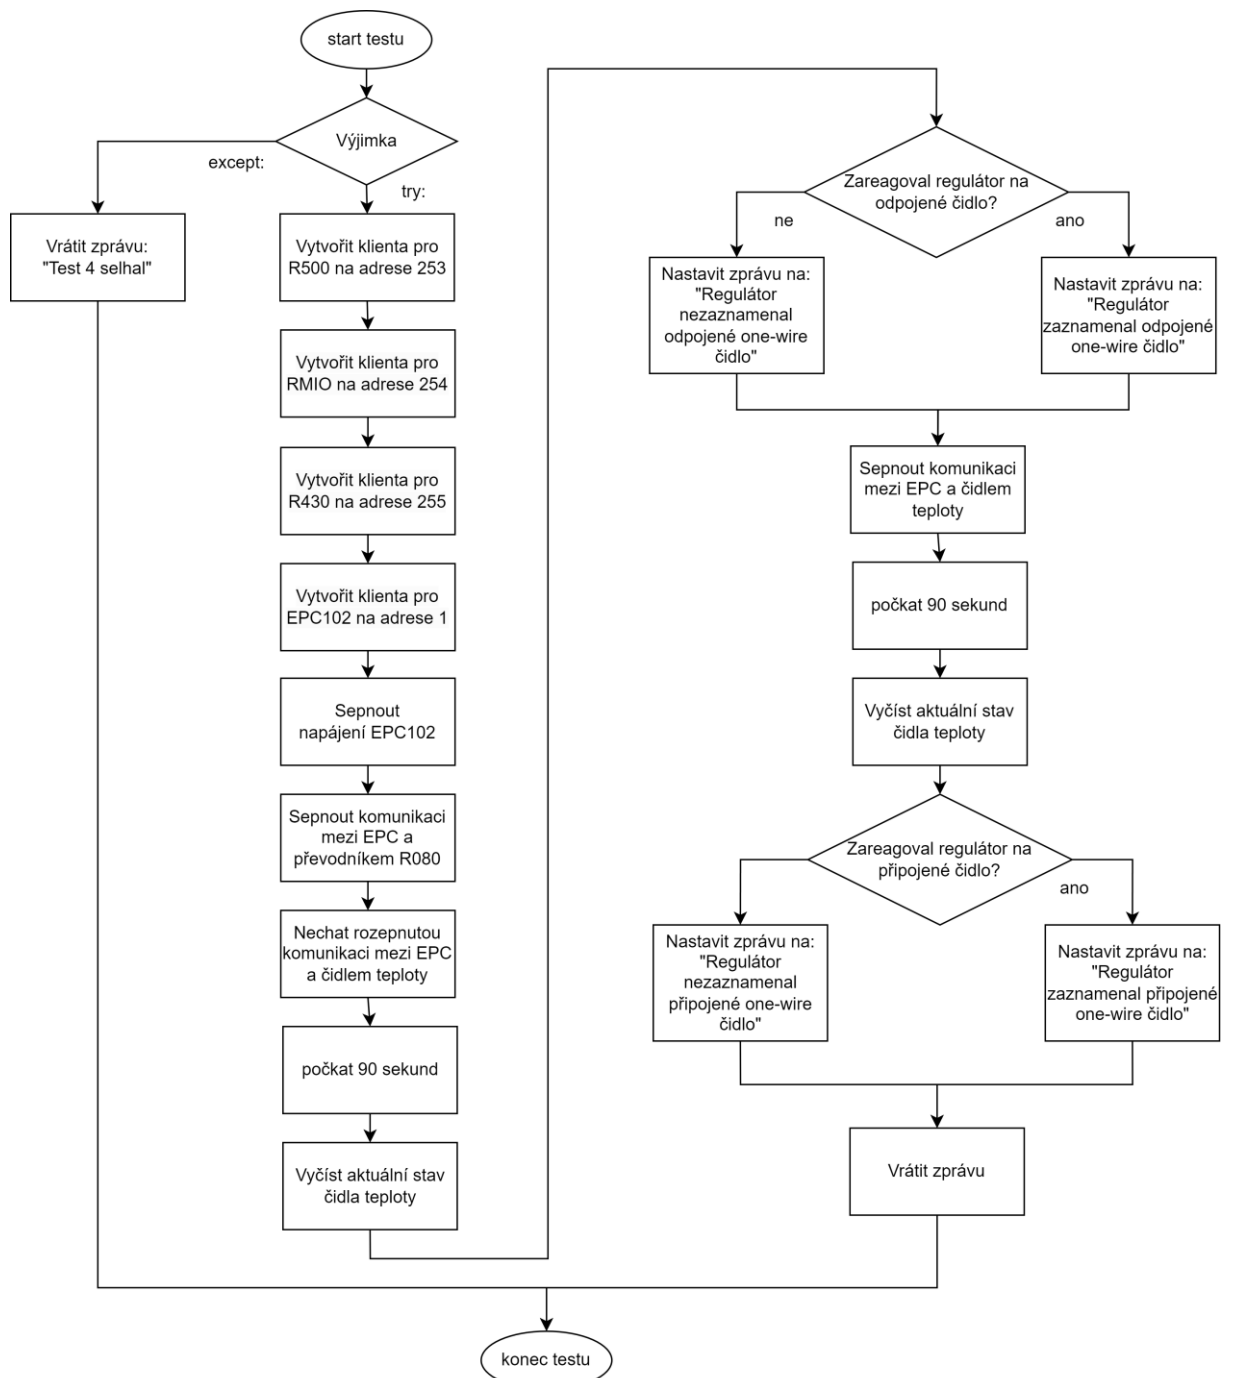 start testu
Výjimka
except:
try:
Vrátit zprávu:
"Test 4 selhal"
Vytvořit klienta pro
R500 na adrese 253
Vytvořit klienta pro
RMIO na adrese 254
Vytvořit klienta pro
R430 na adrese 255
Vytvořit klienta pro
EPC102 na adrese 1
Sepnout
napájení EPC102
Sepnout komunikaci
mezi EPC a
převodníkem R080
Nechat rozepnutou
komunikaci mezi EPC
a čidlem teploty
počkat 90 sekund
Vyčíst aktuální stav
čidla teploty
Zareagoval regulátor na
odpojené čidlo?
ne
ano
Nastavit zprávu na:
"Regulátor
nezaznamenal
odpojené one-wire
čidlo"
Nastavit zprávu na:
"Regulátor
zaznamenal odpojené
one-wire čidlo"
Sepnout komunikaci
mezi EPC a čidlem
teploty
počkat 90 sekund
Vyčíst aktuální stav
čidla teploty
Zareagoval regulátor na
připojené čidlo?
ano
Nastavit zprávu na:
"Regulátor
nezaznamenal
připojené one-wire
čidlo"
Nastavit zprávu na:
"Regulátor
zaznamenal připojené
one-wire čidlo"
Vrátit zprávu
konec testu